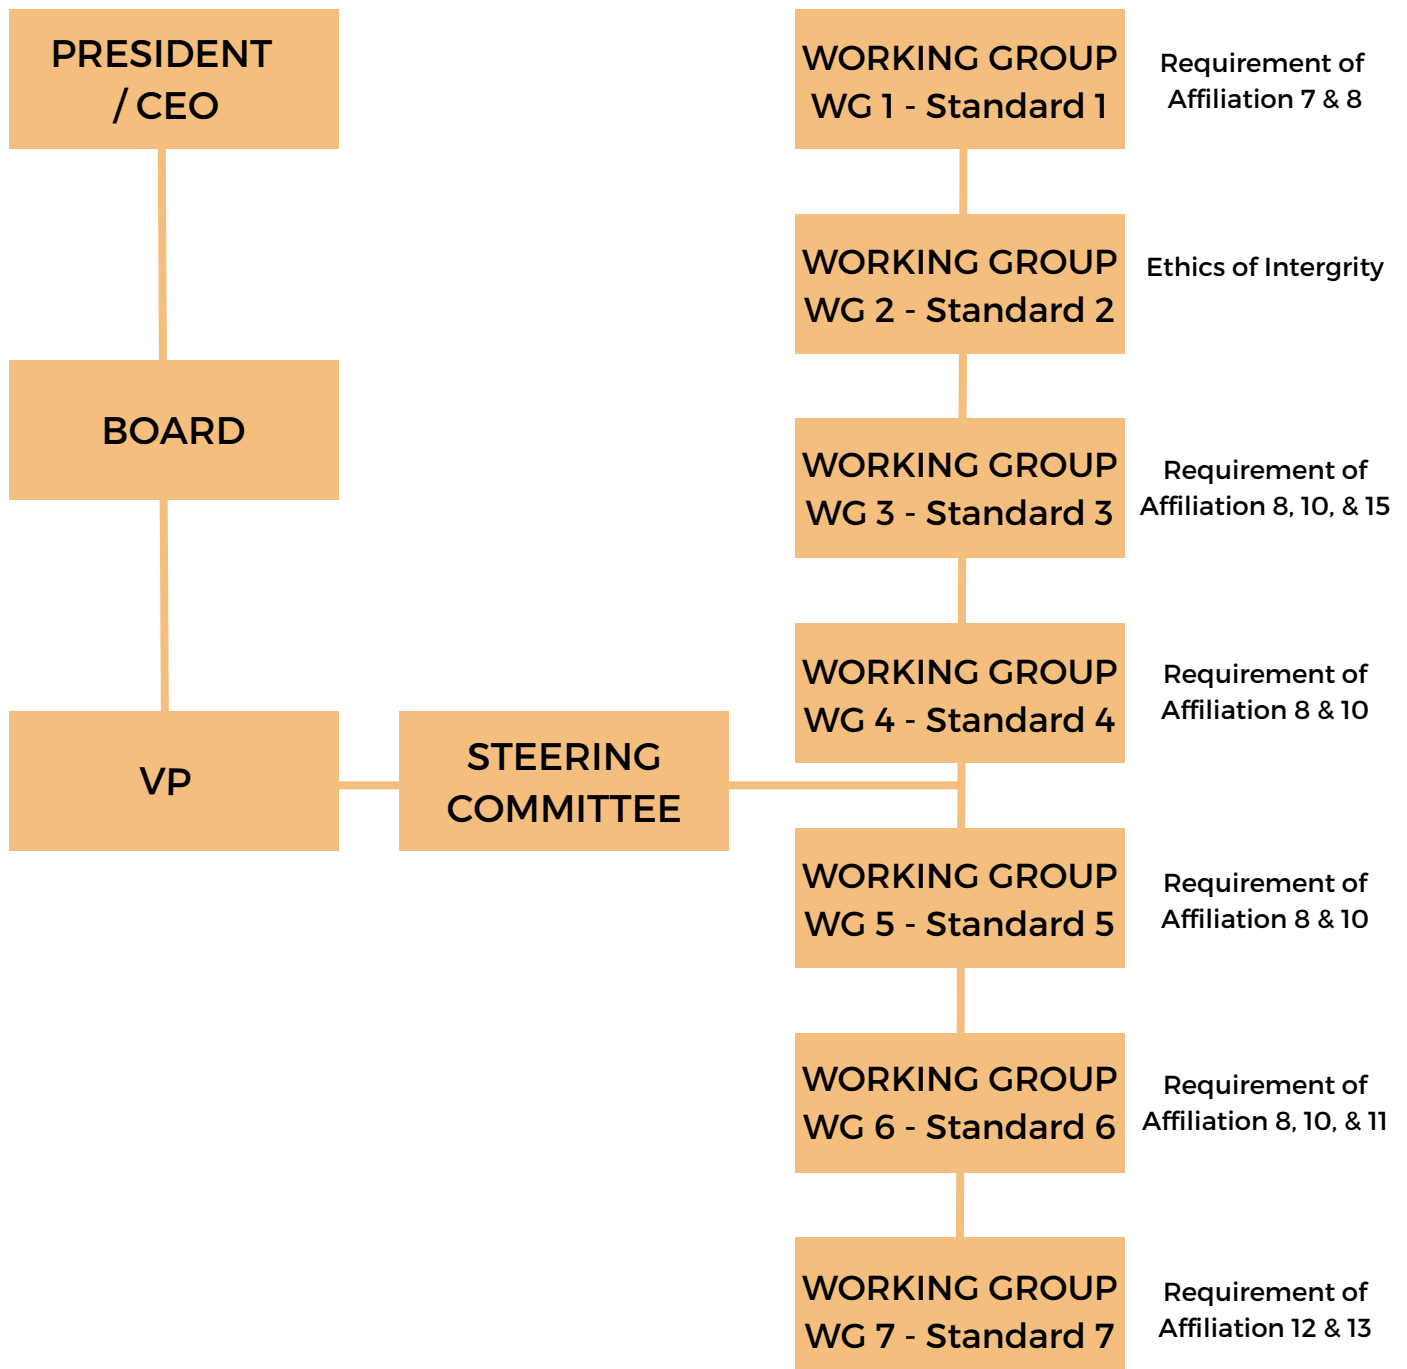 PRESIDENT
/ CEO
BOARD
VP
STEERING
COMMITTEE
WORKING GROUP
WG 1 - Standard 1
Requirement of
Affiliation 7 & 8
WORKING GROUP
WG 2 - Standard 2
Ethics of Intergrity
WORKING GROUP
WG 3 - Standard 3
Requirement of
Affiliation 8, 10, & 15
WORKING GROUP
WG 4 - Standard 4
Requirement of
Affiliation 8 & 10
WORKING GROUP
WG 5 - Standard 5
Requirement of
Affiliation 8 & 10
WORKING GROUP
WG 6 - Standard 6
Requirement of
Affiliation 8, 10, & 11
WORKING GROUP
WG 7 - Standard 7
Requirement of
Affiliation 12 & 13